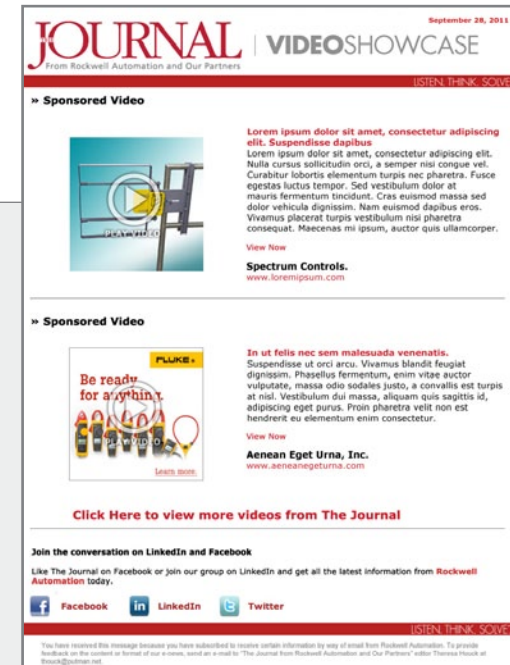 September 28, 2011
JOURNAL | VIDEOSHOWCASE
From Rockwell Automation and Our Partners
LISTEN. THINK. SOLVE
» Sponsored Video
PLAY VIDEO
Lorem ipsum dolor sit amet, consectetur adipiscing
elit. Suspendisse dapibus
Lorem ipsum dolor sit amet, consectetur adipiscing elit.
Nulla cursus sollicitudin orci, a semper nisi congue vel.
Curabitur lobortis elementum turpis nec pharetra. Fusce
egestas luctus tempor. Sed vestibulum dolor at
mauris fermentum tincidunt. Cras euismod massa sed
dolor vehicula dignissim. Nam euismod dapibus eros.
Vivamus placerat turpis vestibulum nisi pharetra
consequat. Maecenas mi ipsum, auctor quis ullamcorper.
View Now
Spectrum Controls.
www.loremipsum.com
» Sponsored Video
FLUKE
Be ready
for anything.
PLAY VIDEO
Learn more.
In ut felis nec sem malesuada venenatis.
Suspendisse ut orci arcu. Vivamus blandit feugiat
dignissim. Phasellus fermentum, enim vitae auctor
vulputate, massa odio sodales justo, a convallis est turpis
at nisl. Vestibulum dui massa, aliquam quis sagittis id,
adipiscing eget purus. Proin pharetra velit non est
hendrerit eu elementum enim consectetur.
View Now
Aenean Eget Urna, Inc.
www.aeneanegeturna.com
Click Here to view more videos from The Journal
Join the conversation on LinkedIn and Facebook
Like The Journal on Facebook or join our group on LinkedIn and get all the latest information from Rockwell
Automation today.
Facebook LinkedIn Twitter
LISTEN. THINK. SOLVE
You have received this message because you have subscribed to receive certain information by way of email from Rockwell Automation. To provide
feedback on the content or format of our e-news, send an e-mail to "The Journal from Rockwell Automation and Our Partners" editor Theresa Houck at
thouck@putman.net.